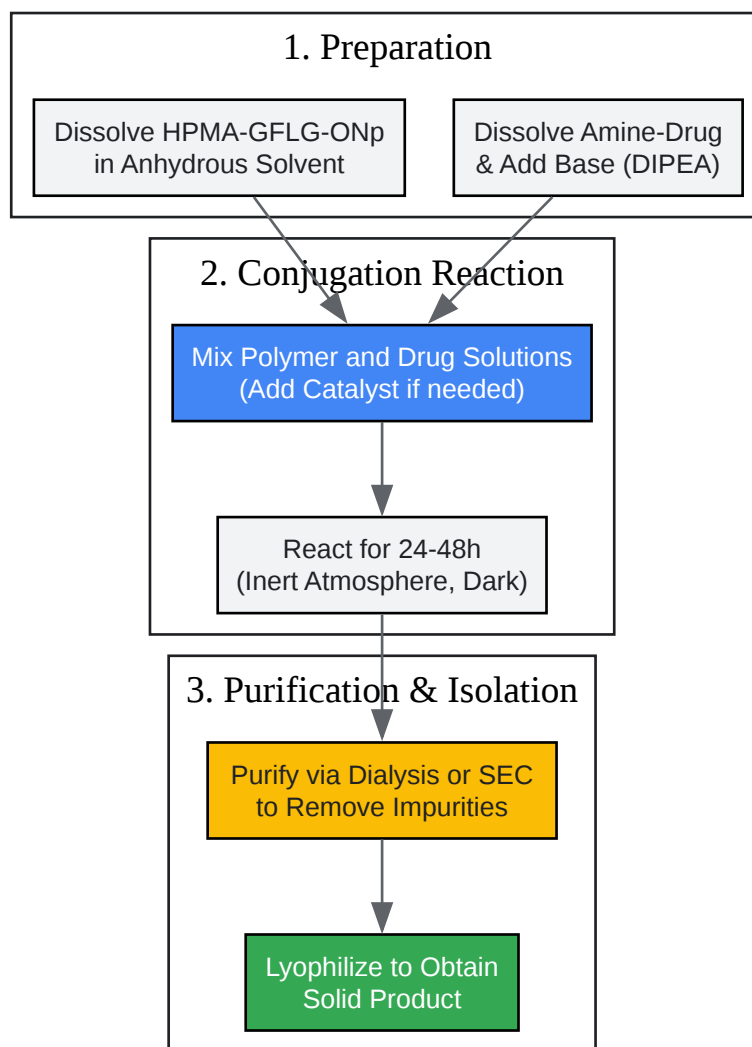 1. Preparation
Dissolve HPMA-GFLG-ONp
in Anhydrous Solvent
Dissolve Amine-Drug
& Add Base (DIPEA)
2. Conjugation Reaction
Mix Polymer and Drug Solutions
(Add Catalyst if needed)
React for 24-48h
(Inert Atmosphere, Dark)
3. Purification & Isolation
Purify via Dialysis or SEC
to Remove Impurities
Lyophilize to Obtain
Solid Product